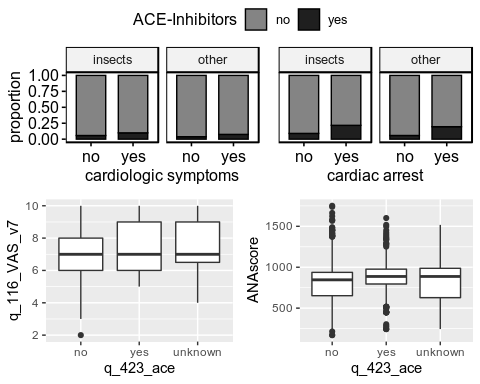 ACE-Inhibitors no yes
insects other insects other
proportion
1.00
0.75
0.50
0.25
0.00
no yes no yes no yes no yes
cardiologic symptoms cardiac arrest
q_116_VAS_v7
10
8
6
4
2
no yes unknown
q_423_ace
ANAscore
1500
1000
500
no yes unknown
q_423_ace